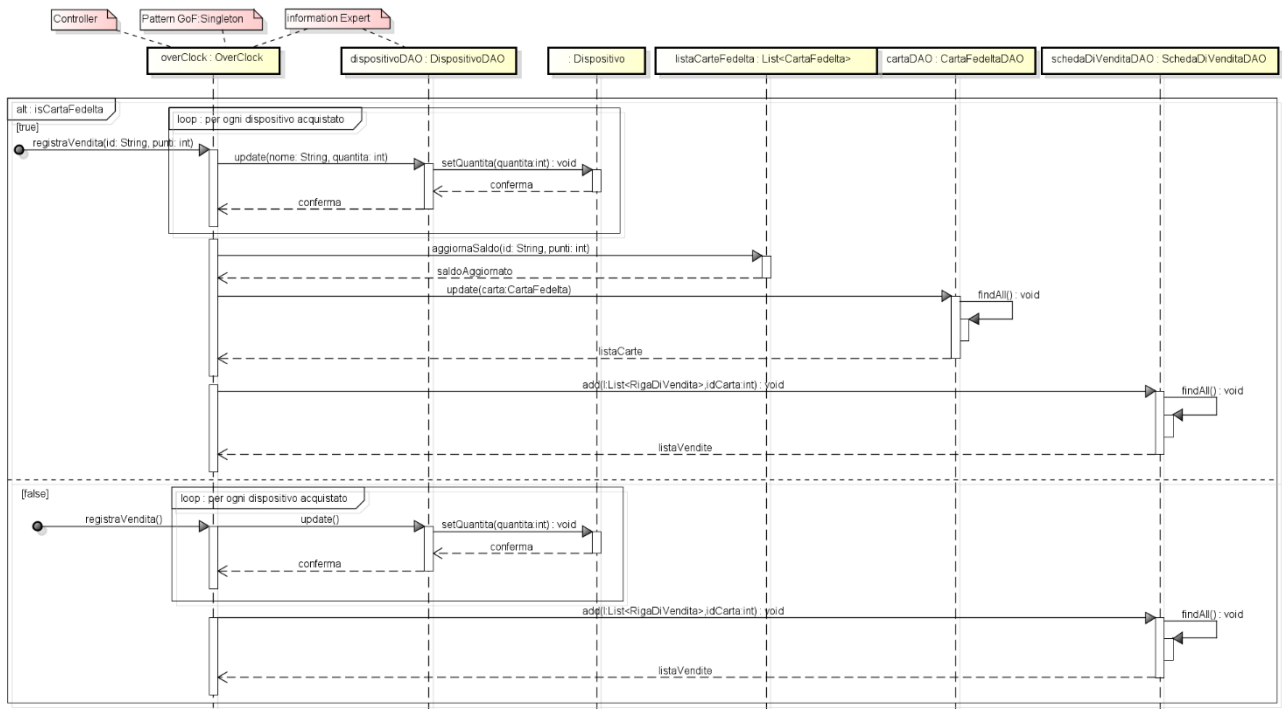 Controller
Pattern GoF:Singleton
information Expert
overClock : OverClock
dispositivoDAO : DispositivoDAO
: Dispositivo
listaCarteFedelta : List<CartaFedelta>
cartaDAO : CartaFedeltaDAO
schedaDiVenditaDAO : SchedaDiVenditaDAO
alt : isCartaFedelta
loop : per ogni dispositivo acquistato
[true]
registraVendita(id: String, punti: int)
update(nome: String, quantita: int)
setQuantita(quantita:int) : void
conferma
conferma
aggiornaSaldo(id: String, punti: int)
saldoAggiornato
update(carta:CartaFedelta)
findAll() : void
listaCarte
add(l:List<RigaDiVendita>,idCarta:int) : void
findAll() : void
listaVendite
[false]
loop : per ogni dispositivo acquistato
registraVendita()
update()
setQuantita(quantita:int) : void
conferma
conferma
add(l:List<RigaDiVendita>,idCarta:int) : void
findAll() : void
listaVendite